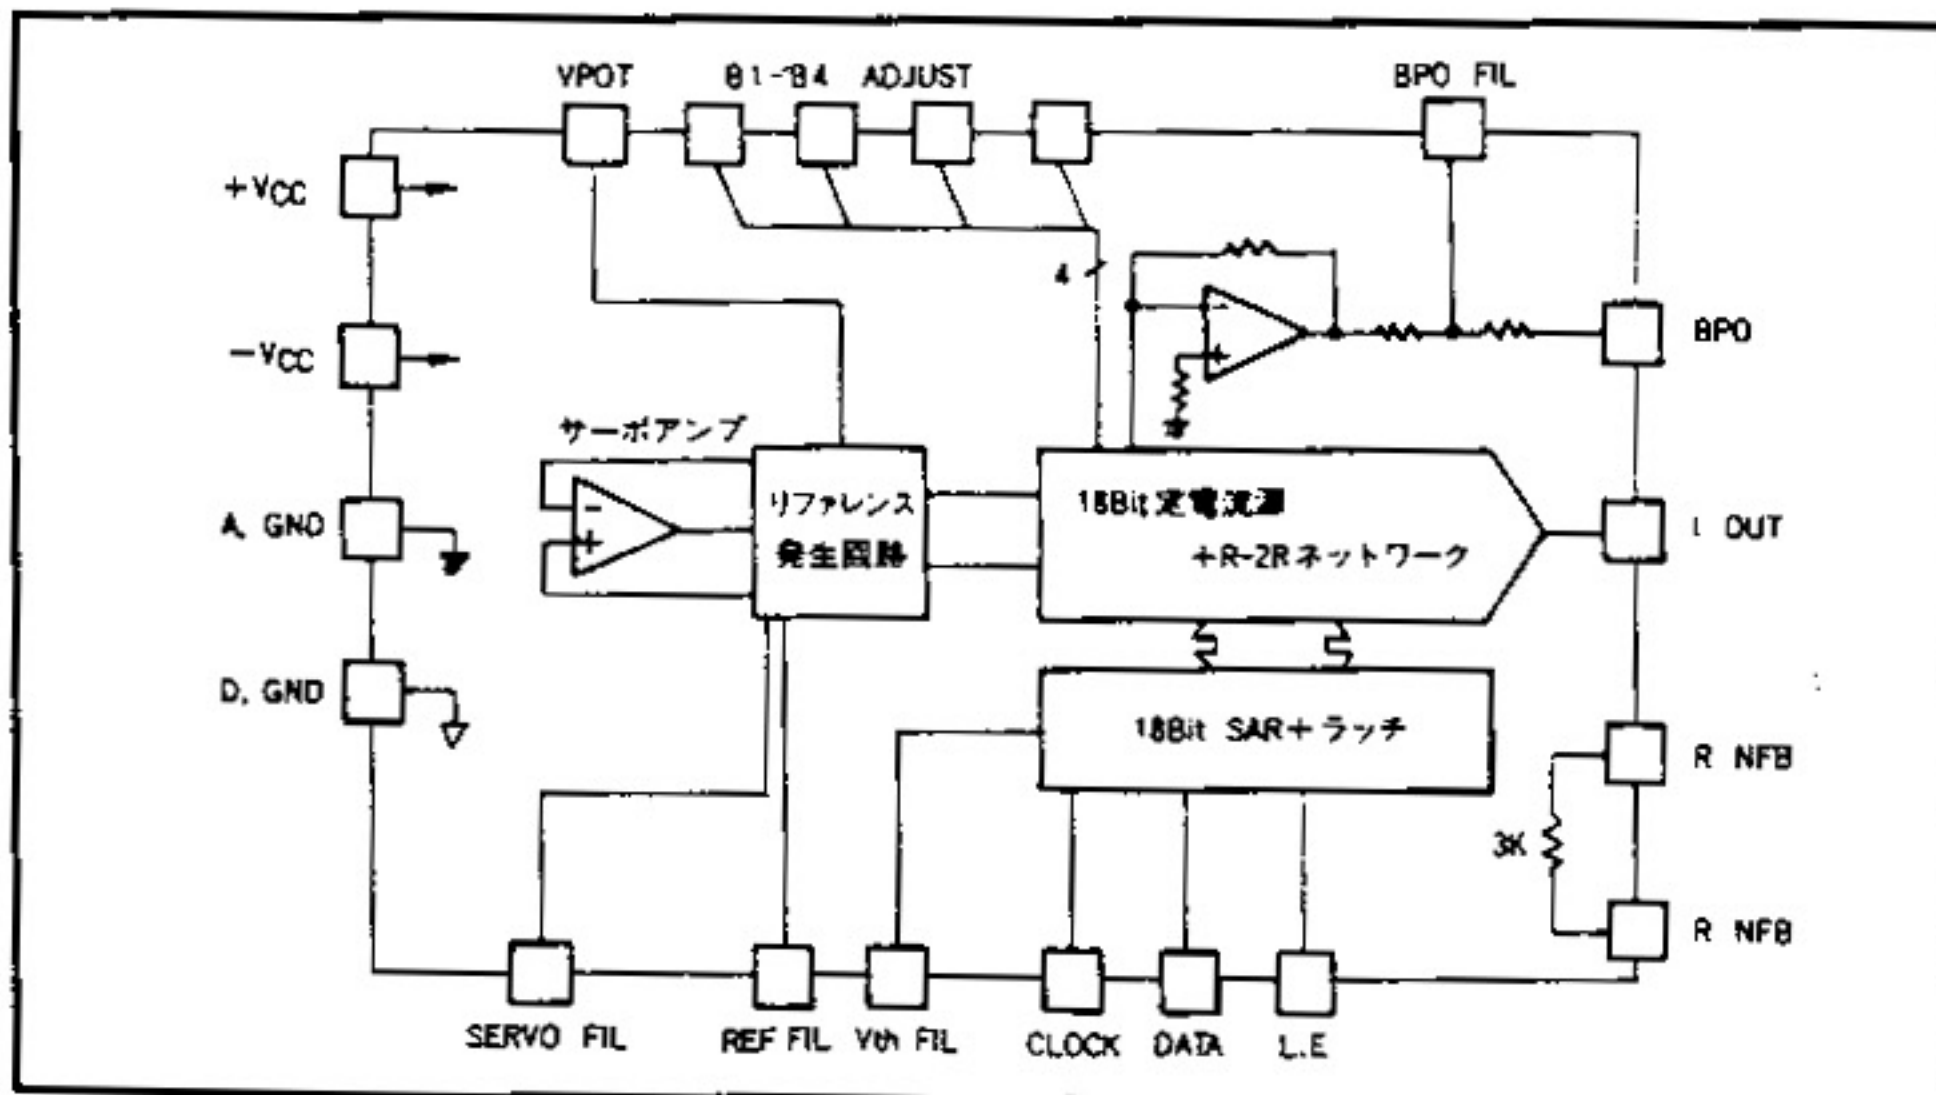 VPOT B1-B4 ADJUST BPO FIL
+VCC
4
-VCC
BPO
サーボアンプ
リファレンス
発生回路
18Bit 定電流源
+R-2Rネットワーク
A. GND
I OUT
D. GND
18Bit SAR+ラッチ
R NFB
3K
R NFB
SERVO FIL REF FIL Vth FIL CLOCK DATA L.E